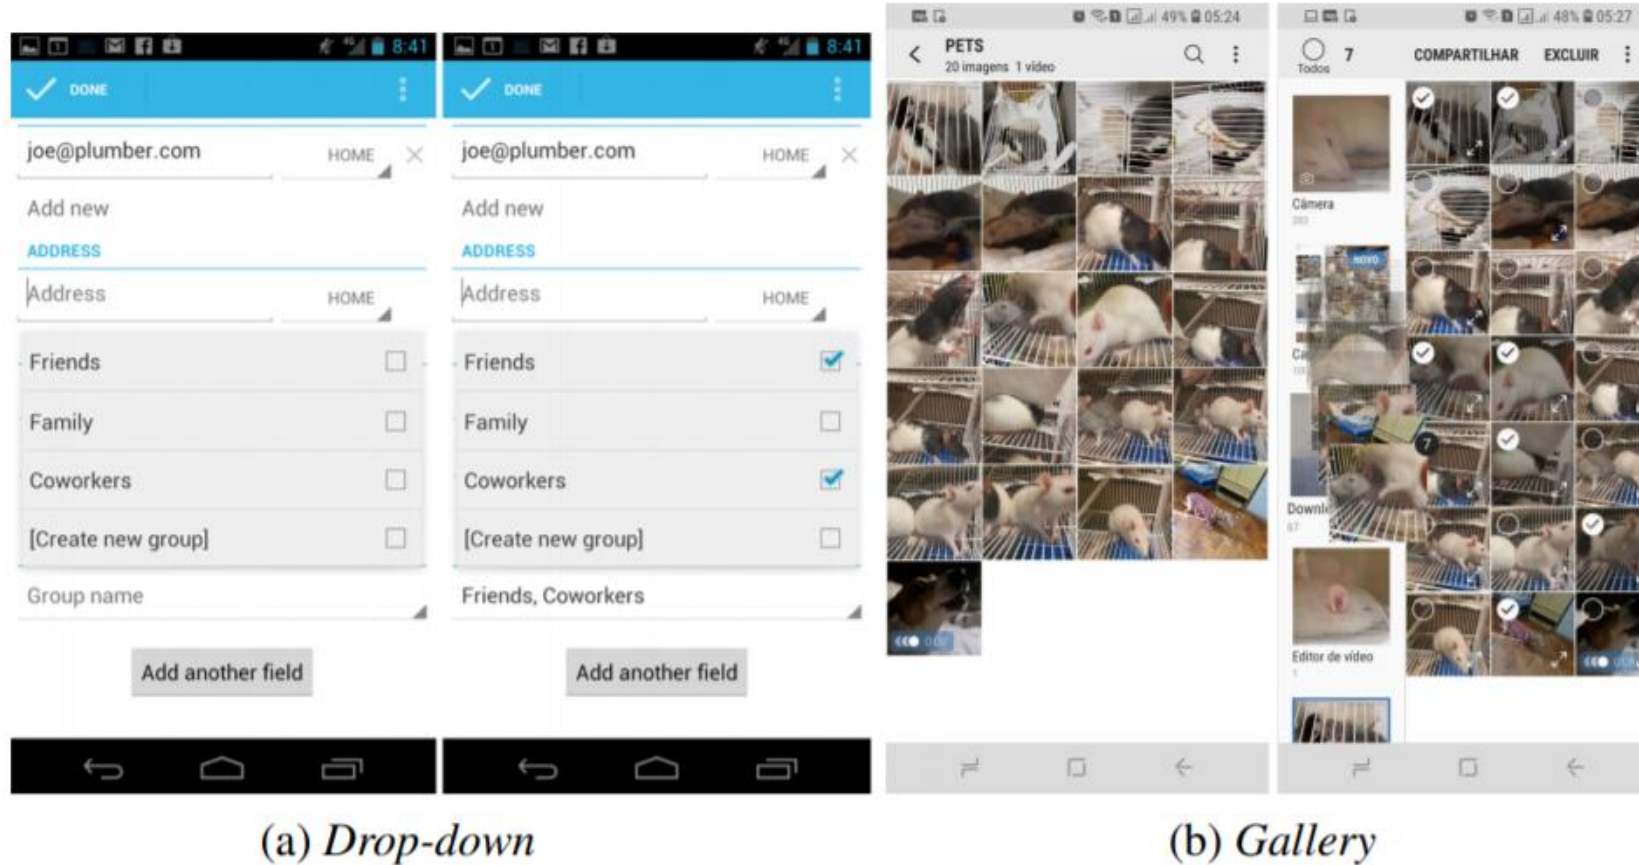 8:41
DONE
joe@plumber.com HOME
Add new
ADDRESS
Address HOME
Friends
Family
Coworkers
[Create new group]
Group name
Add another field
8:41
DONE
joe@plumber.com HOME
Add new
ADDRESS
Address HOME
Friends
Family
Coworkers
[Create new group]
Friends, Coworkers
Add another field
(a) Drop-down
49% 05:24
PETS
20 imagens 1 vídeo
48% 05:27
Todos 7 COMPARTILHAR EXCLUIR
Câmera
NOVO
7
Editor de vídeo
1
(b) Gallery